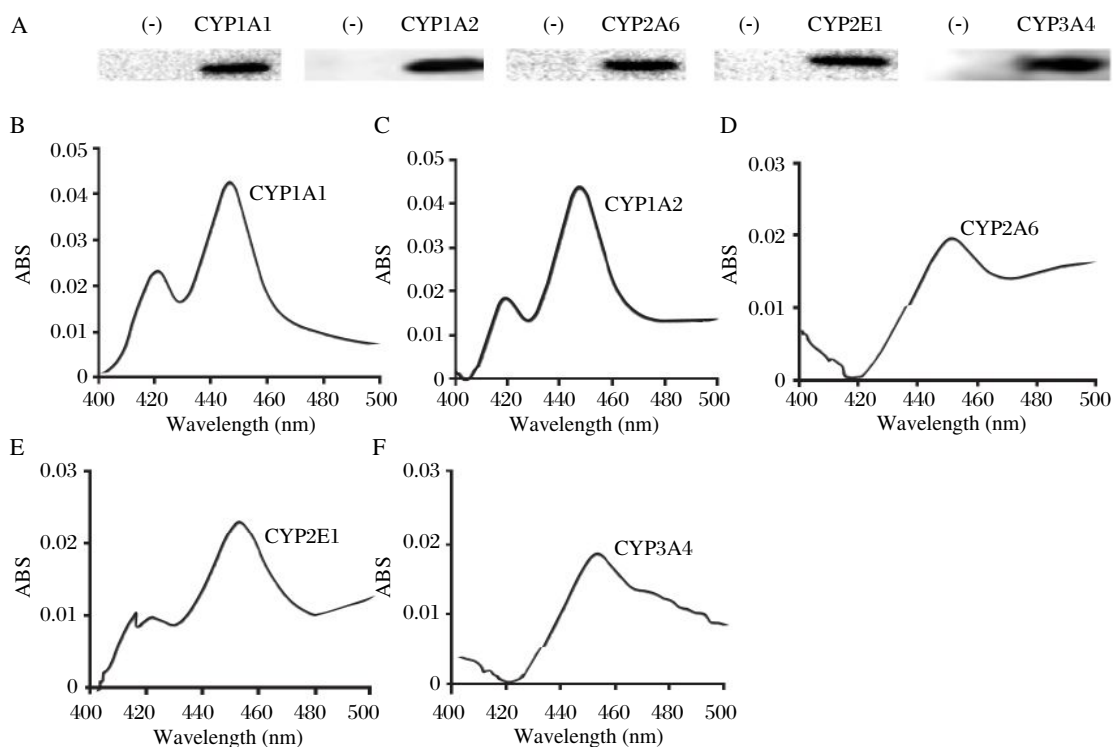 A (-) CYP1A1 (-) CYP1A2 (-) CYP2A6 (-) CYP2E1 (-) CYP3A4
B
0.05
0.04
0.03
0.02
0.01
0
ABS
CYP1A1
400 420 440 460 480 500
Wavelength (nm)
C
0.05
0.04
0.03
0.02
0.01
0
ABS
CYP1A2
400 420 440 460 480 500
Wavelength (nm)
D
0.03
0.02
0.01
0
ABS
CYP2A6
400 420 440 460 480 500
Wavelength (nm)
E
0.03
0.02
0.01
0
ABS
CYP2E1
400 420 440 460 480 500
Wavelength (nm)
F
0.03
0.02
0.01
0
ABS
CYP3A4
400 420 440 460 480 500
Wavelength (nm)